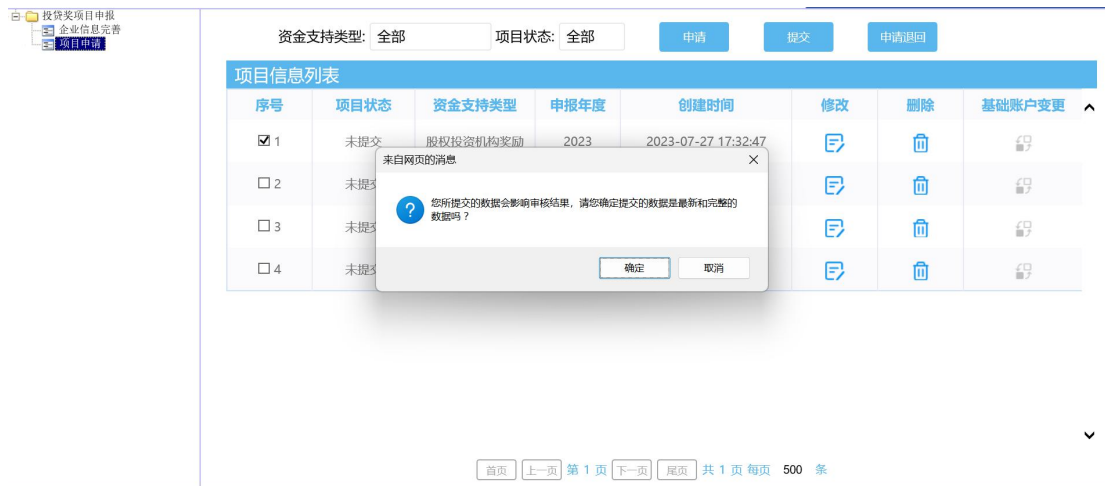 投贷奖项目申报
企业信息完善
项目申请
资金支持类型: 全部 项目状态: 全部 申请 提交 申请退回
项目信息列表
序号 项目状态 资金支持类型 申报年度 创建时间 修改 删除 基础账户变更
1 未提交 股权投资机构奖励 2023 2023-07-27 17:32:47
来自网页的消息
2 未提
您所提交的数据会影响审核结果，请您确定提交的数据是最新和完整的
数据吗？
3 未提
4 未提
确定 取消
首页 上一页 第 1 页 下一页 尾页 共 1 页 每页 500 条